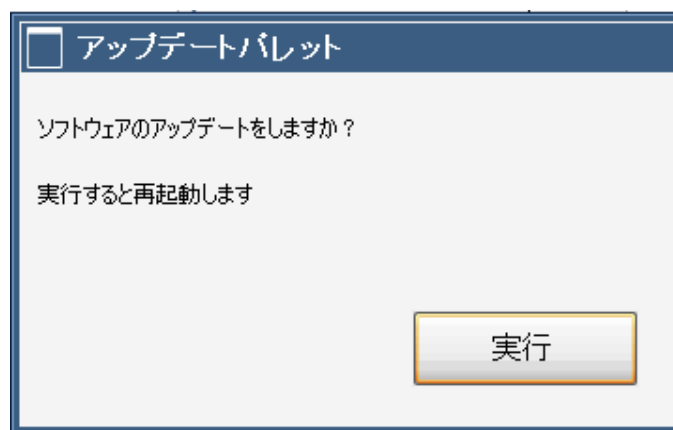 アップデートパレット
ソフトウェアのアップデートをしますか？
実行すると再起動します
実行